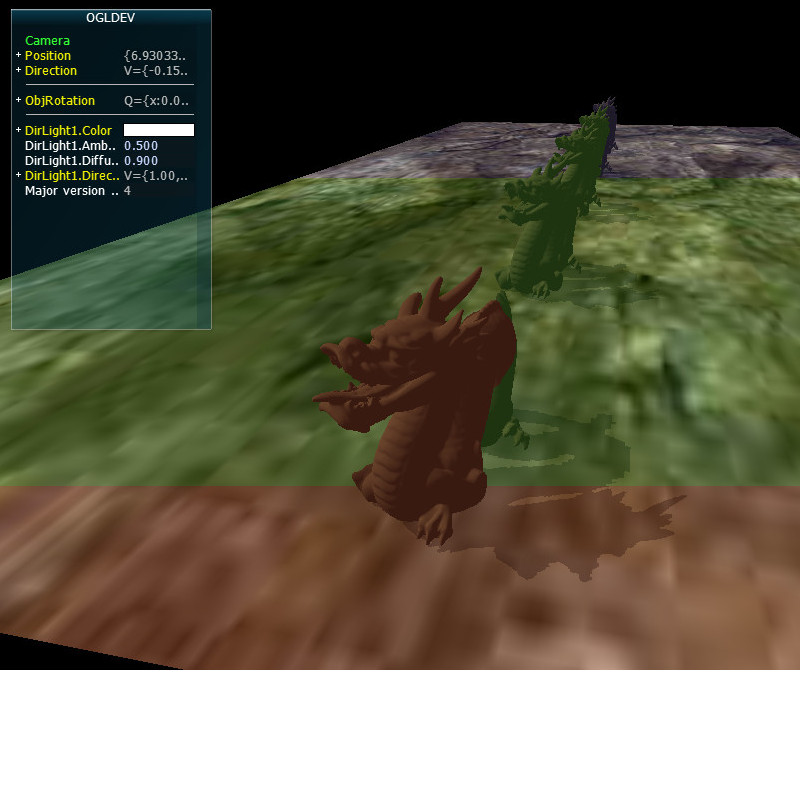 OGLDEV
Camera
+ Position {6.93033..
+ Direction V={-0.15..
+ ObjRotation Q={x:0.0..
+ DirLight1.Color
DirLight1.Amb.. 0.500
DirLight1.Diffu.. 0.900
+ DirLight1.Direc.. V={1.00,..
Major version .. 4